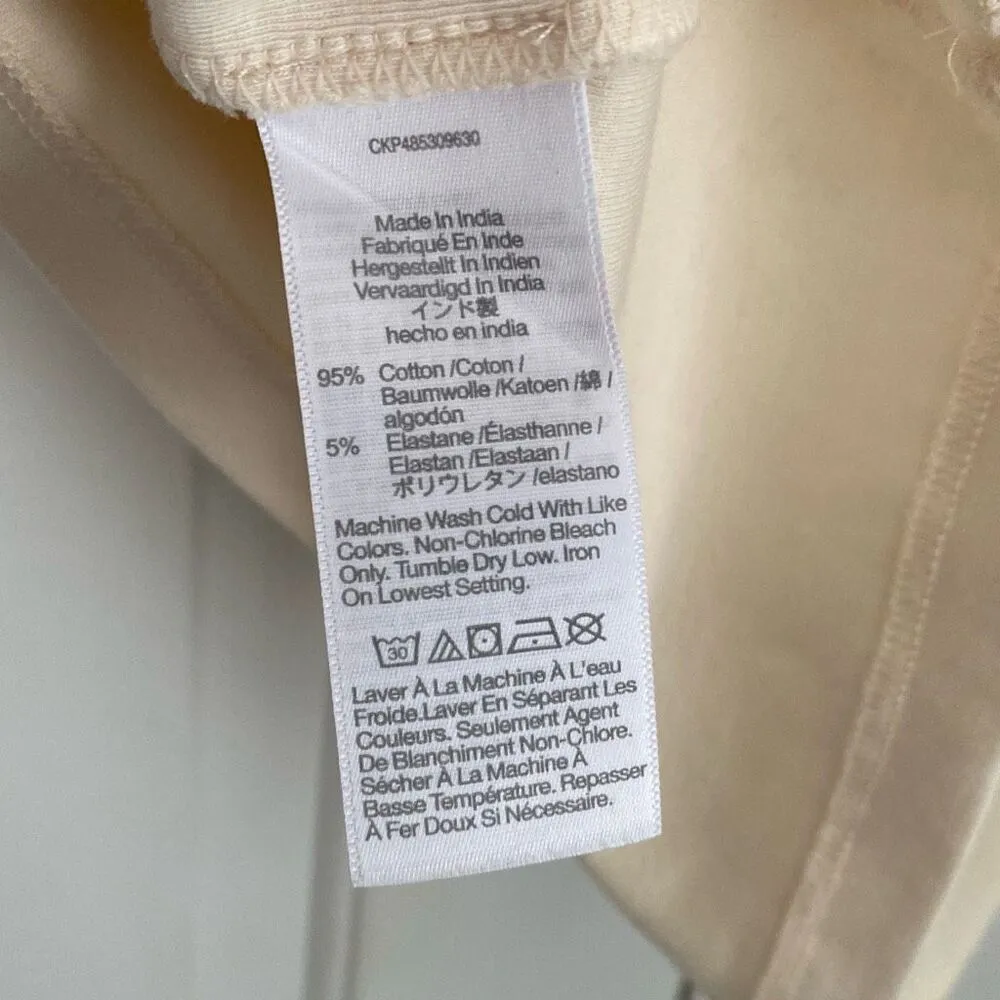 CKP485309630
Made In India
Fabriqué En Inde
Hergestellt In Indien
Vervaardigd In India
インド製
hecho en india
95% Cotton /Coton /
Baumwolle /Katoen /綿 /
algodón
5% Elastane /Élasthanne /
Elastan /Elastaan /
ポリウレタン /elastano
Machine Wash Cold With Like
Colors. Non-Chlorine Bleach
Only. Tumble Dry Low. Iron
On Lowest Setting.
30
Laver À La Machine À L'eau
Froide.Laver En Séparant Les
Couleurs. Seulement Agent
De Blanchiment Non-Chlore.
Sécher À La Machine À
Basse Température. Repasser
À Fer Doux Si Nécessaire.